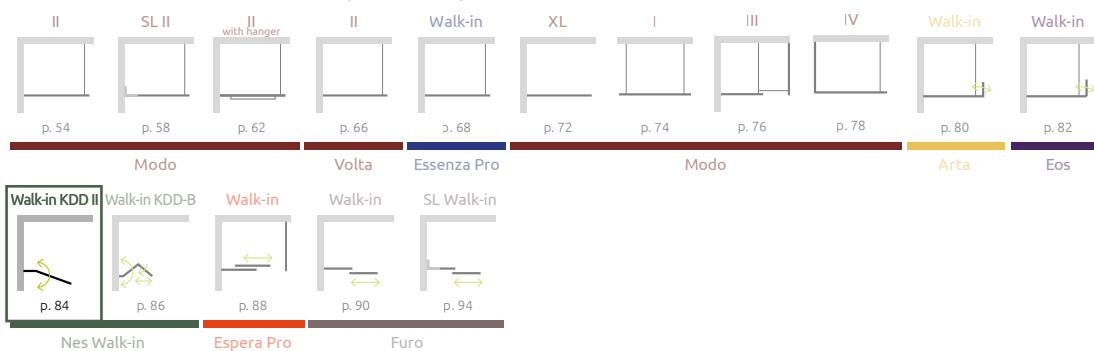 II SL II II II Walk-in XL I III IV Walk-in Walk-in
with hanger
p. 54 p. 58 p. 62 p. 66 p. 68 p. 72 p. 74 p. 76 p. 78 p. 80 p. 82
Modo Volta Essenza Pro Modo Arta Eos
Walk-in KDD II Walk-in KDD-B Walk-in Walk-in SL Walk-in
p. 84 p. 86 p. 88 p. 90 p. 94
Nes Walk-in Espera Pro Furo